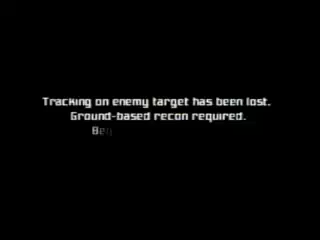 Tracking on enemy target has been lost.
Ground-based recon required.